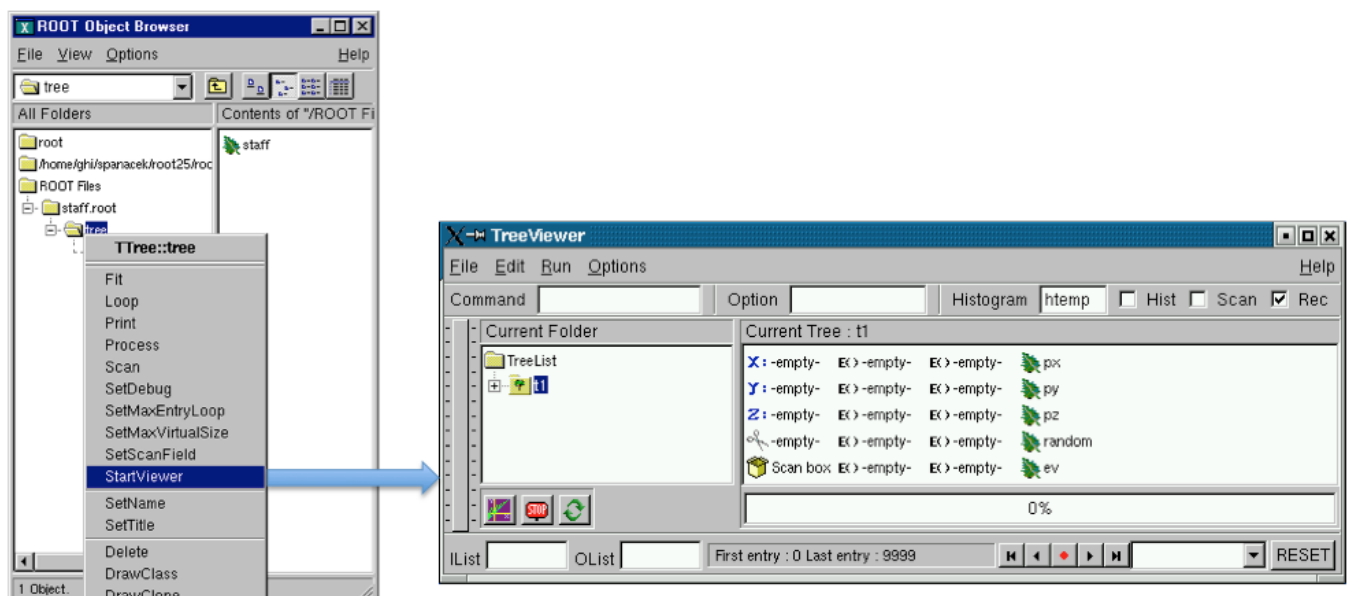 ROOT Object Browser
File View Options Help
tree
All Folders
Contents of "/ROOT Fi
root
/home/ghi/spanacek/root25/roc
ROOT Files
staff.root
tree
staff
TTree::tree
Fit
Loop
Print
Process
Scan
SetDebug
SetMaxEntryLoop
SetMaxVirtualSize
SetScanField
StartViewer
SetName
SetTitle
Delete
DrawClass
DrawClone
1 Object.
TreeViewer
File Edit Run Options Help
Command Option Histogram htemp Hist Scan Rec
Current Folder
TreeList
t1
Current Tree : t1
X: -empty- E() -empty- E() -empty- px
Y: -empty- E() -empty- E() -empty- py
Z: -empty- E() -empty- E() -empty- pz
-empty- E() -empty- E() -empty- random
Scan box E() -empty- E() -empty- ev
STOP
0%
IList OList First entry : 0 Last entry : 9999 RESET